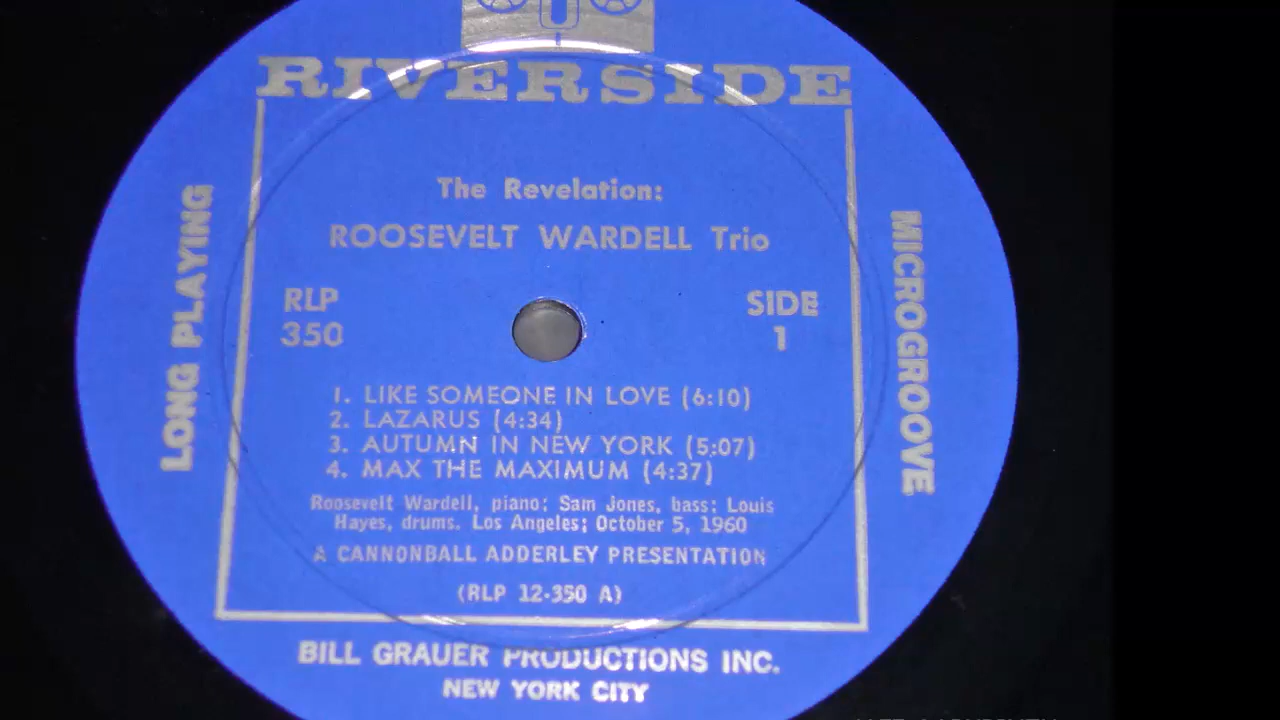 RIVERSIDE
The Revelation:
ROOSEVELT WARDELL Trio
RLP
350
SIDE
1
LONG PLAYING
MICROGROOVE
1. LIKE SOMEONE IN LOVE (6:10)
2. LAZARUS (4:34)
3. AUTUMN IN NEW YORK (5:07)
4. MAX THE MAXIMUM (4:37)
Roosevelt Wardell, piano; Sam Jones, bass; Louis
Hayes, drums. Los Angeles; October 5, 1960
A CANNONBALL ADDERLEY PRESENTATION
(RLP 12-350 A)
BILL GRAUER PRODUCTIONS INC.
NEW YORK CITY